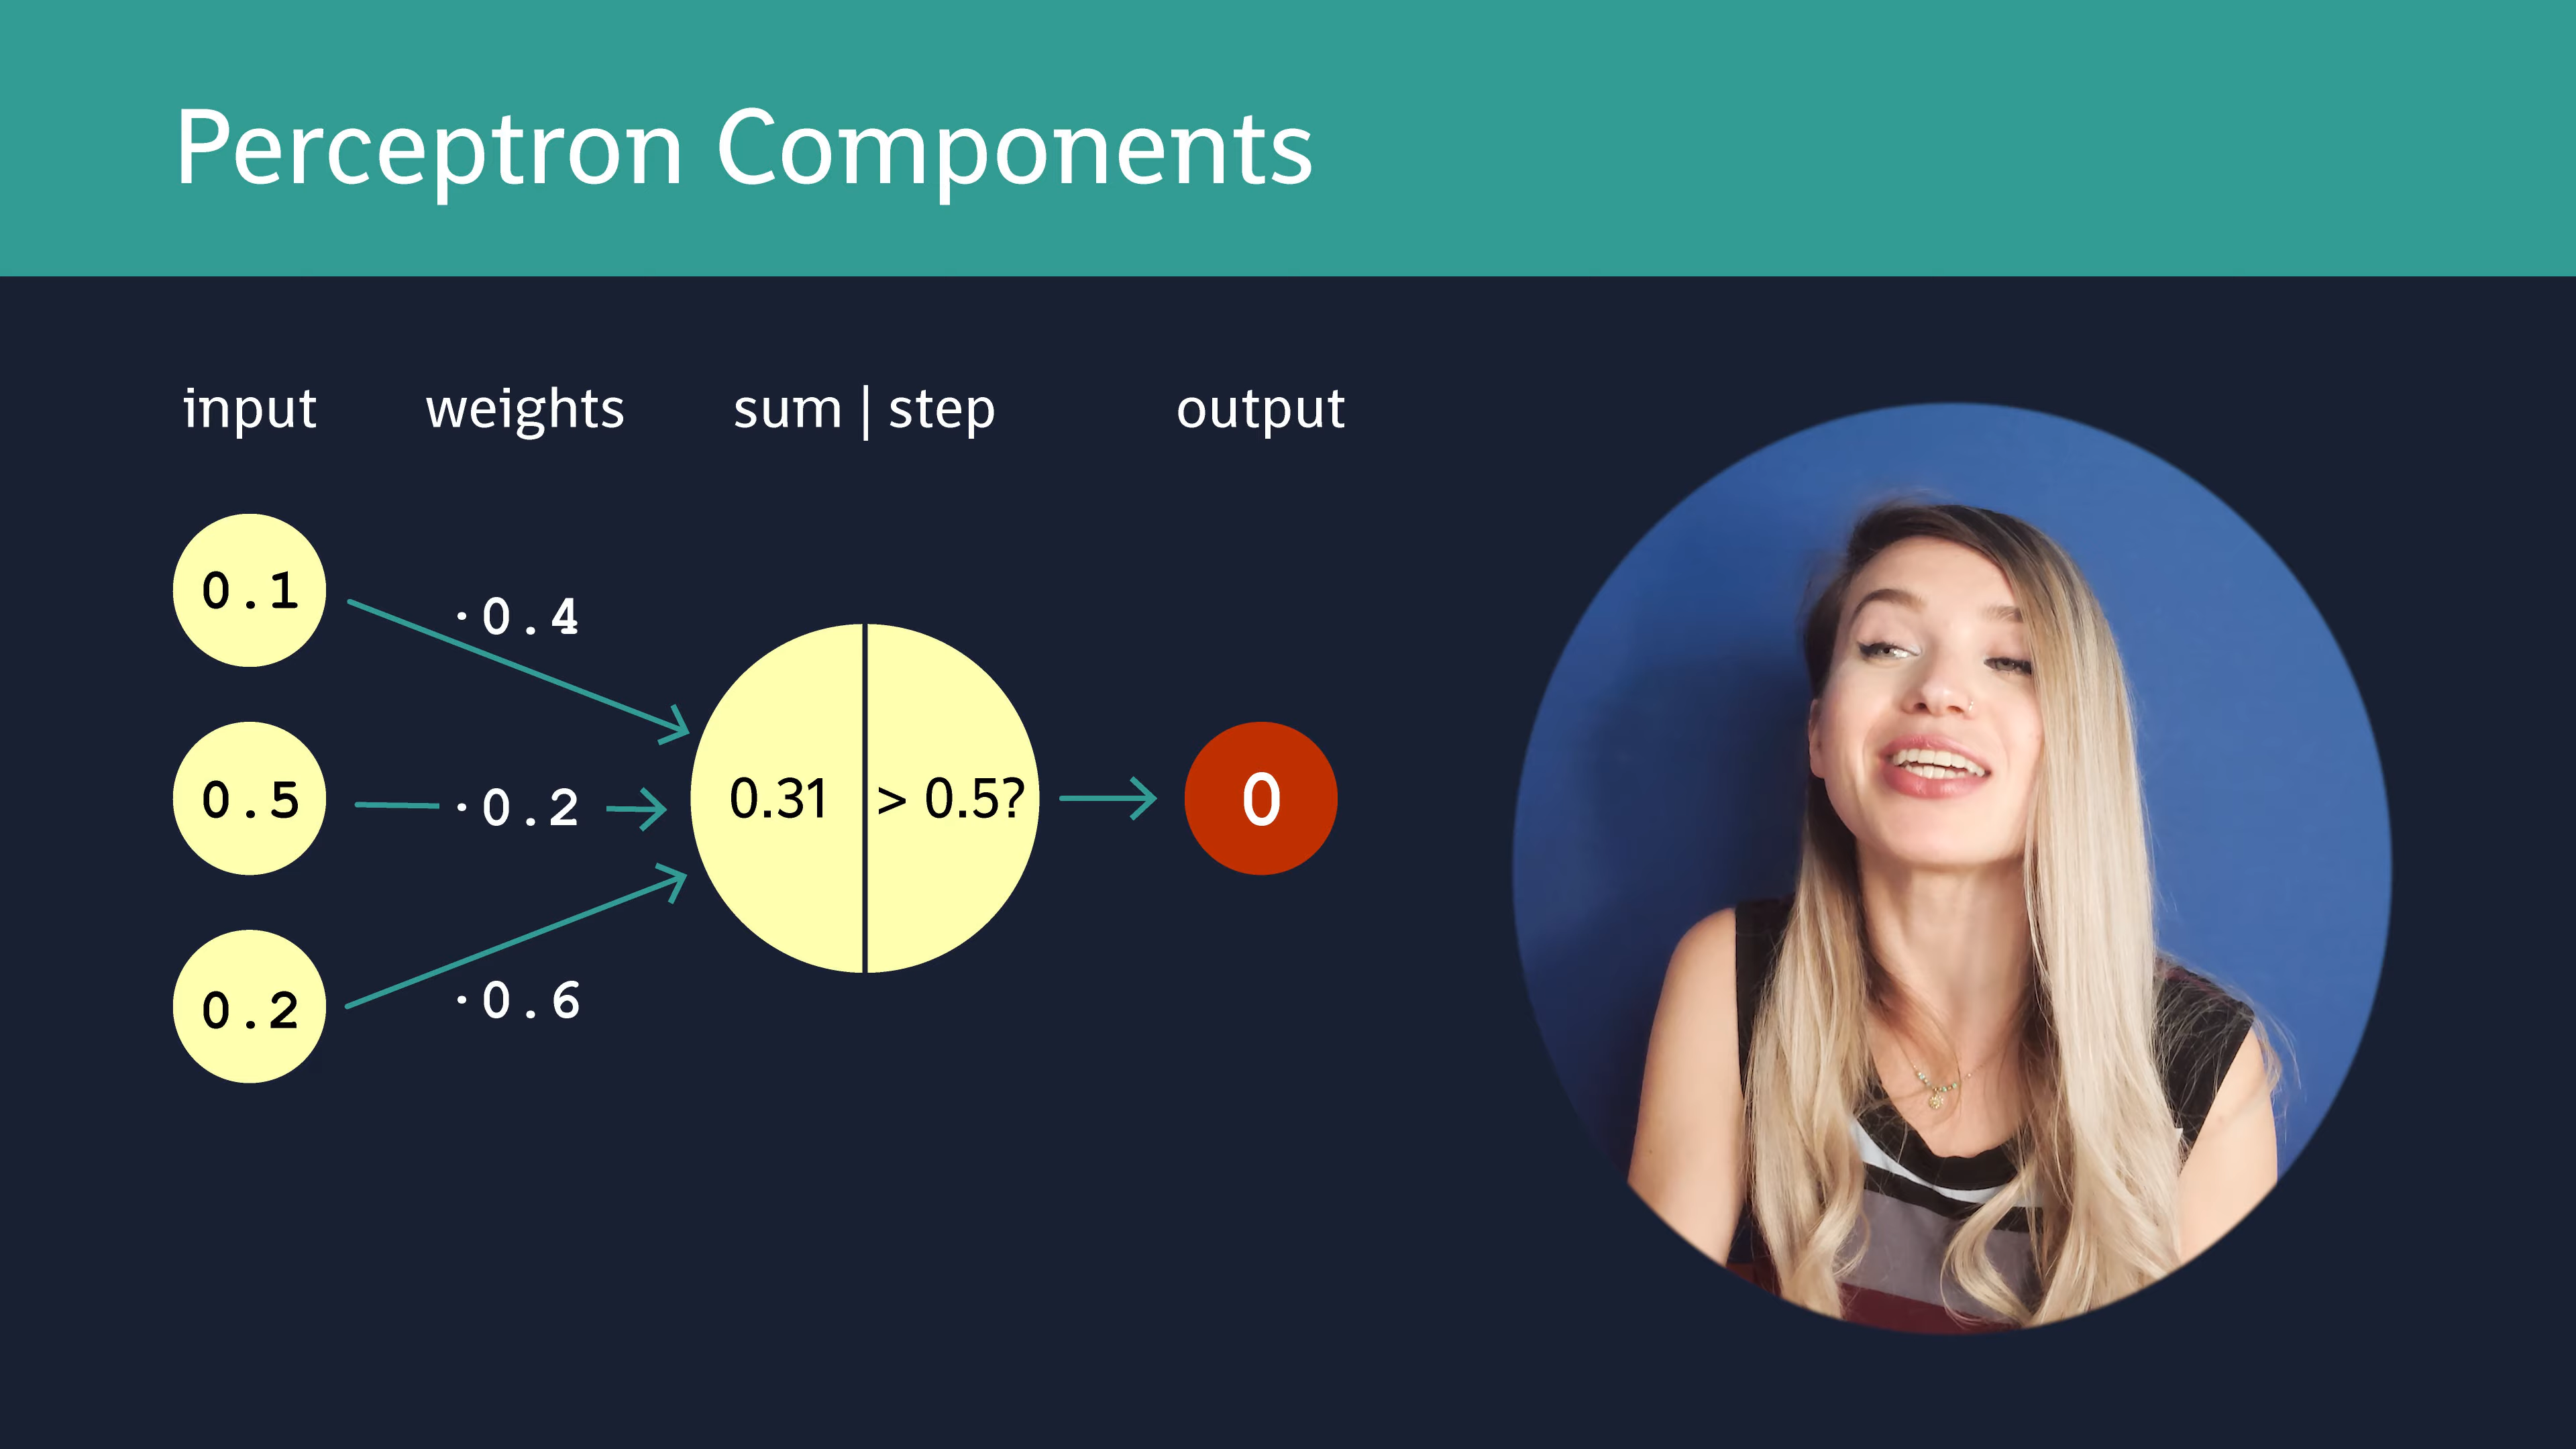 Perceptron Components
input weights sum | step output
0.1 ·0.4
0.5 ·0.2 0.31 > 0.5? 0
0.2 ·0.6